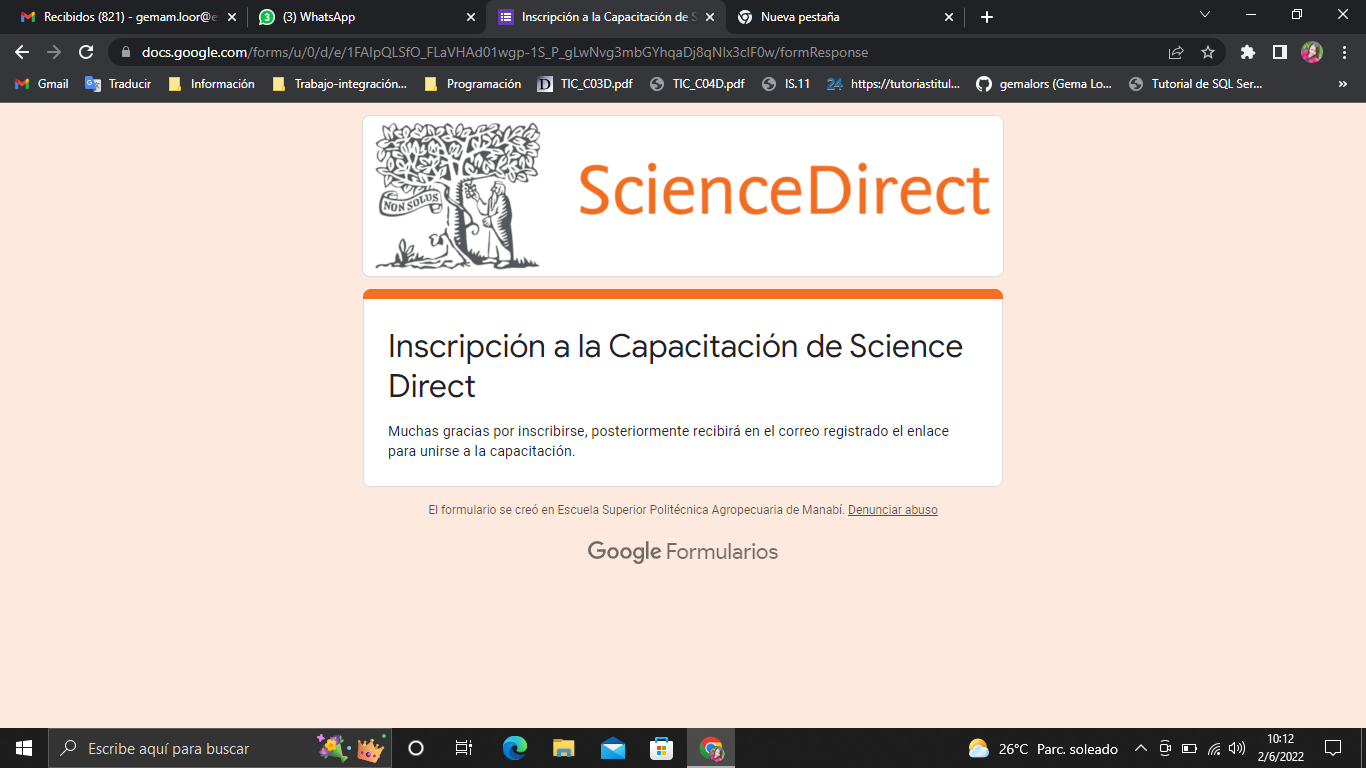 Recibidos (821) - gemam.loor@e
(3) WhatsApp
Inscripción a la Capacitación de S
Nueva pestaña
docs.google.com/forms/u/0/d/e/1FAIpQLSfO_FLaVHAd01wgp-1S_P_gLwNvg3mbGYhqaDj8qNIx3cIF0w/formResponse
Gmail
Traducir
Información
Trabajo-integración...
Programación
TIC_C03D.pdf
TIC_C04D.pdf
IS.11
https://tutoriastitul...
gemalors (Gema Lo...
Tutorial de SQL Ser...
NON SOLUS
ScienceDirect
Inscripción a la Capacitación de Science
Direct
Muchas gracias por inscribirse, posteriormente recibirá en el correo registrado el enlace
para unirse a la capacitación.
El formulario se creó en Escuela Superior Politécnica Agropecuaria de Manabí. Denunciar abuso
Google Formularios
Escribe aquí para buscar
26°C Parc. soleado
10:12
2/6/2022